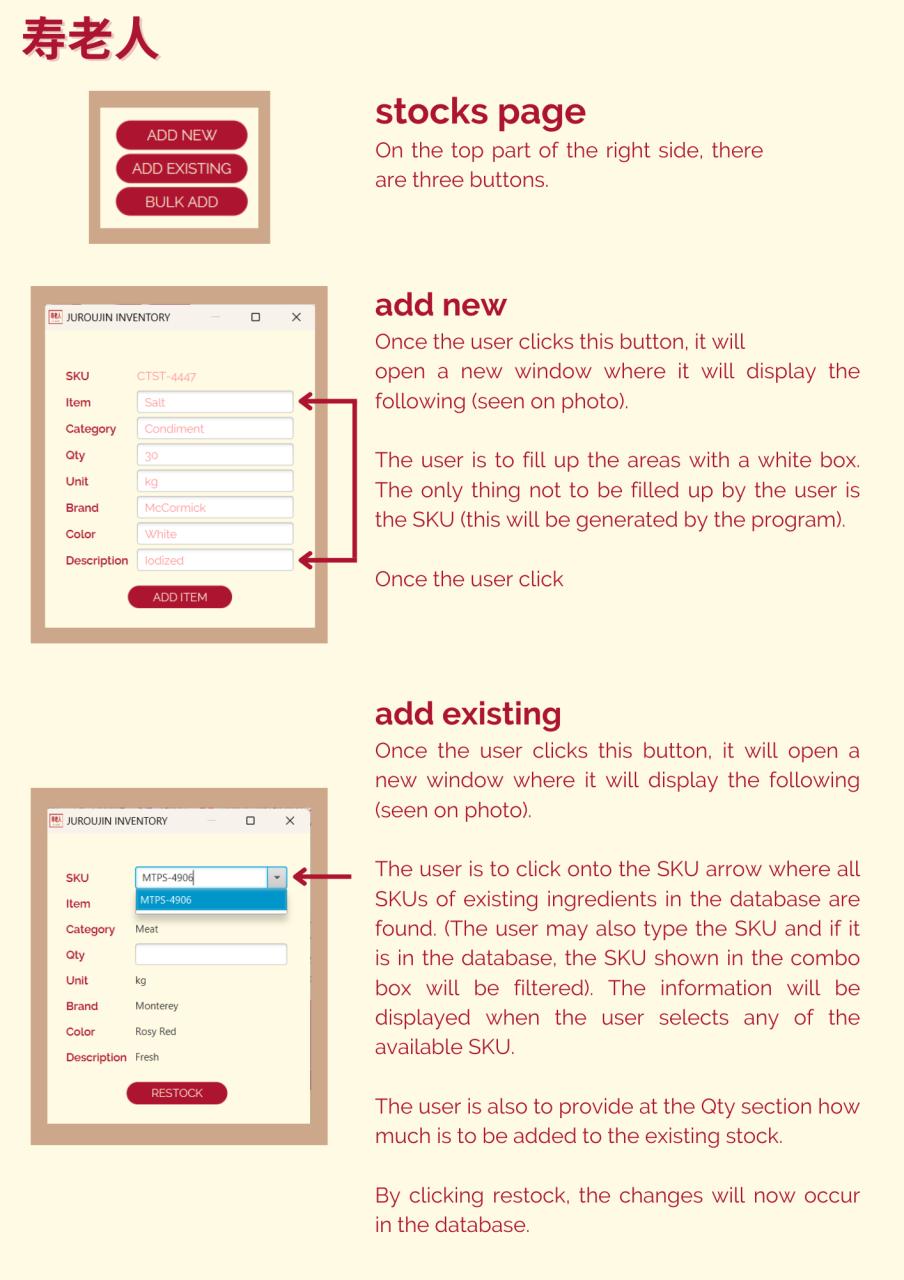 寿老人
ADD NEW
ADD EXISTING
BULK ADD
stocks page
On the top part of the right side, there
are three buttons.
JUROUJIN INVENTORY
SKU CTST-4447
Item Salt
Category Condiment
Qty 30
Unit kg
Brand McCormick
Color White
Description Iodized
ADD ITEM
add new
Once the user clicks this button, it will
open a new window where it will display the
following (seen on photo).
The user is to fill up the areas with a white box.
The only thing not to be filled up by the user is
the SKU (this will be generated by the program).
Once the user click
JUROUJIN INVENTORY
SKU MTPS-4906
Item MTPS-4906
Category Meat
Qty
Unit kg
Brand Monterey
Color Rosy Red
Description Fresh
RESTOCK
add existing
Once the user clicks this button, it will open a
new window where it will display the following
(seen on photo).
The user is to click onto the SKU arrow where all
SKUs of existing ingredients in the database are
found. (The user may also type the SKU and if it
is in the database, the SKU shown in the combo
box will be filtered). The information will be
displayed when the user selects any of the
available SKU.
The user is also to provide at the Qty section how
much is to be added to the existing stock.
By clicking restock, the changes will now occur
in the database.